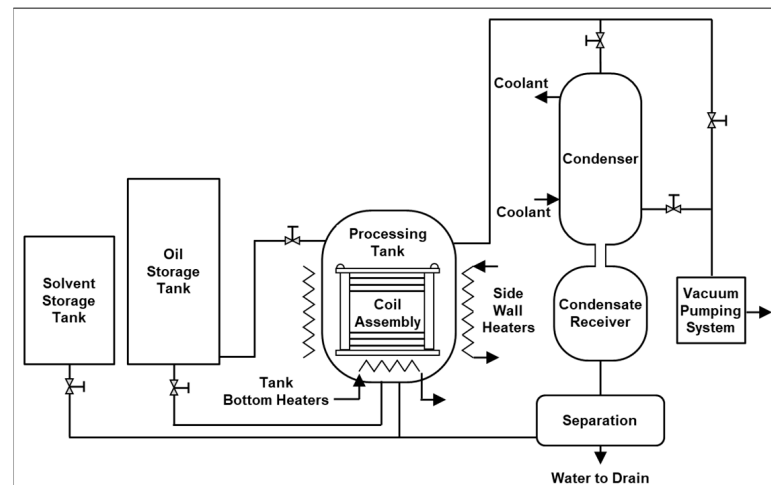 Coolant
Condenser
Coolant
Processing
Tank
Oil
Storage
Tank
Solvent
Storage
Tank
Coil
Assembly
Side
Wall
Heaters
Condensate
Receiver
Vacuum
Pumping
System
Tank
Bottom Heaters
Separation
Water to Drain